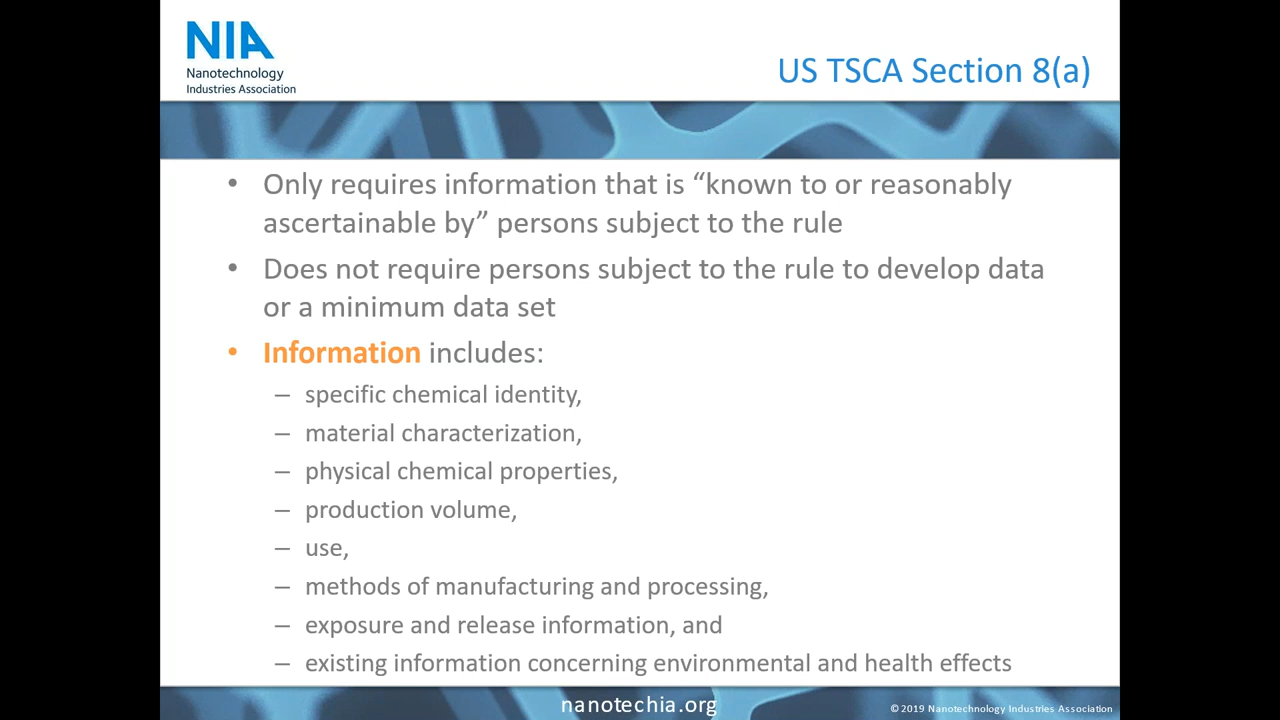 NIA
Nanotechnology
Industries Association
US TSCA Section 8(a)
• Only requires information that is “known to or reasonably
ascertainable by” persons subject to the rule
• Does not require persons subject to the rule to develop data
or a minimum data set
• Information includes:
– specific chemical identity,
– material characterization,
– physical chemical properties,
– production volume,
– use,
– methods of manufacturing and processing,
– exposure and release information, and
– existing information concerning environmental and health effects
nanotechia.org
© 2019 Nanotechnology Industries Association